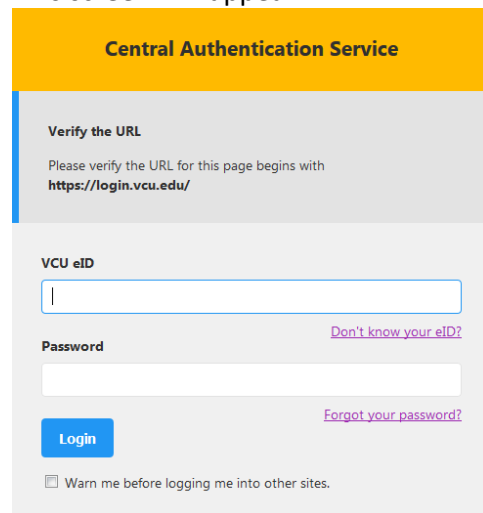 Central Authentication Service
Verify the URL
Please verify the URL for this page begins with
https://login.vcu.edu/
VCU eID
Don't know your eID?
Password
Forgot your password?
Login
Warn me before logging me into other sites.